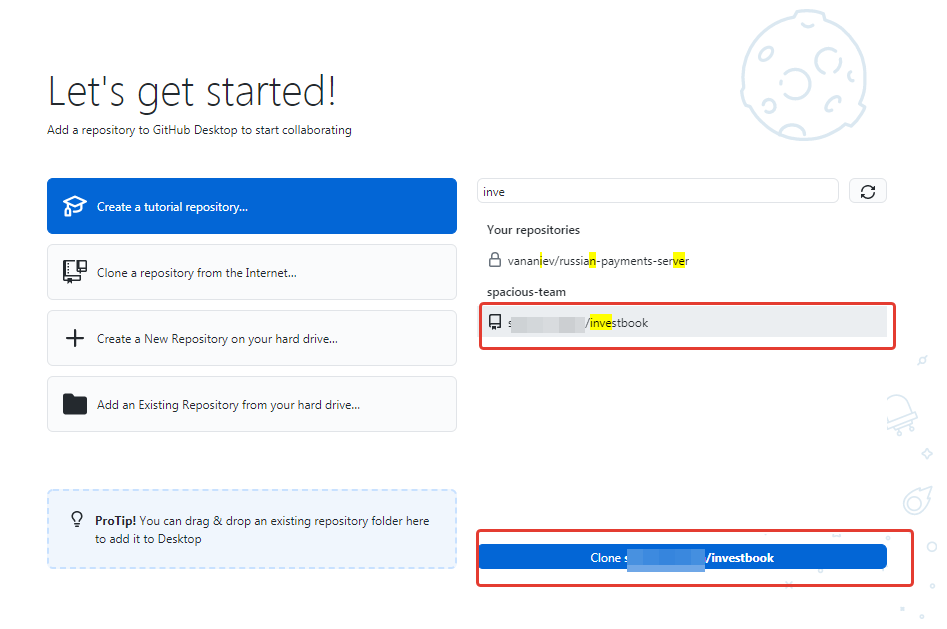 Let's get started!
Add a repository to GitHub Desktop to start collaborating
Create a tutorial repository...
Clone a repository from the Internet...
Create a New Repository on your hard drive...
Add an Existing Repository from your hard drive...
ProTip! You can drag & drop an existing repository folder here
to add it to Desktop
inve
Your repositories
vananiev/russian-payments-server
spacious-team
/investbook
Clone /investbook